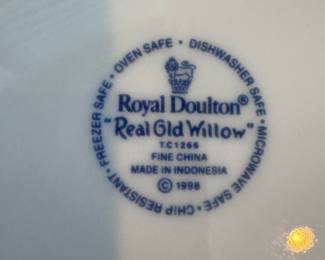 FREEZER SAFE • OVEN SAFE • DISHWASHER SAFE • MICROWAVE SAFE • CHIP RESISTANT •
Royal Doulton®
"Real Old Willow"
T.C1266
FINE CHINA
MADE IN INDONESIA
© 1998